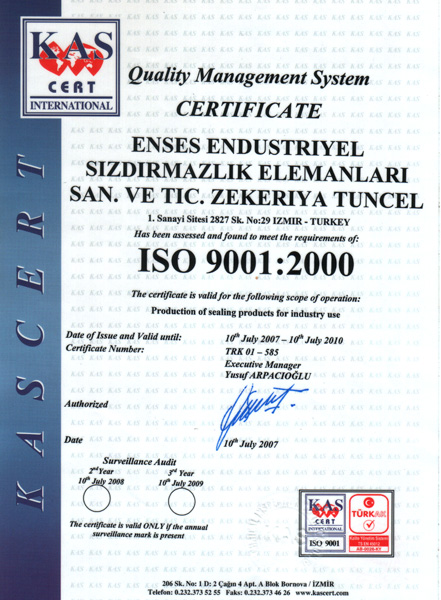 KAS
CERT
INTERNATIONAL
KASCERT
Quality Management System
CERTIFICATE
ENSES ENDUSTRIYEL
SIZDIRMAZLIK ELEMANLARI
SAN. VE TIC. ZEKERIYA TUNCEL
1. Sanayi Sitesi 2827 Sk. No:29 IZMIR - TURKEY
Has been assessed and found to meet the requirements of:
ISO 9001:2000
The certificate is valid for the following scope of operation:
Production of sealing products for industry use
Date of Issue and Valid until: 10th July 2007 – 10th July 2010
Certificate Number: TRK 01 – 585
Executive Manager
Yusuf ARPACIOĞLU
Authorized
Date 10th July 2007
Surveillance Audit
2nd Year 3rd Year
10th July 2008 10th July 2009
The certificate is valid ONLY if the annual
surveillance mark is present
KAS
CERT
INTERNATIONAL
ISO 9001
TÜRKAK
206 Sk. No: 1 D: 2 Çağın 4 Apt. A Blok Bornova / İZMİR
Telefon: 0.232.373 52 55 Faks: 0.232.373 46 26 www.kascert.com